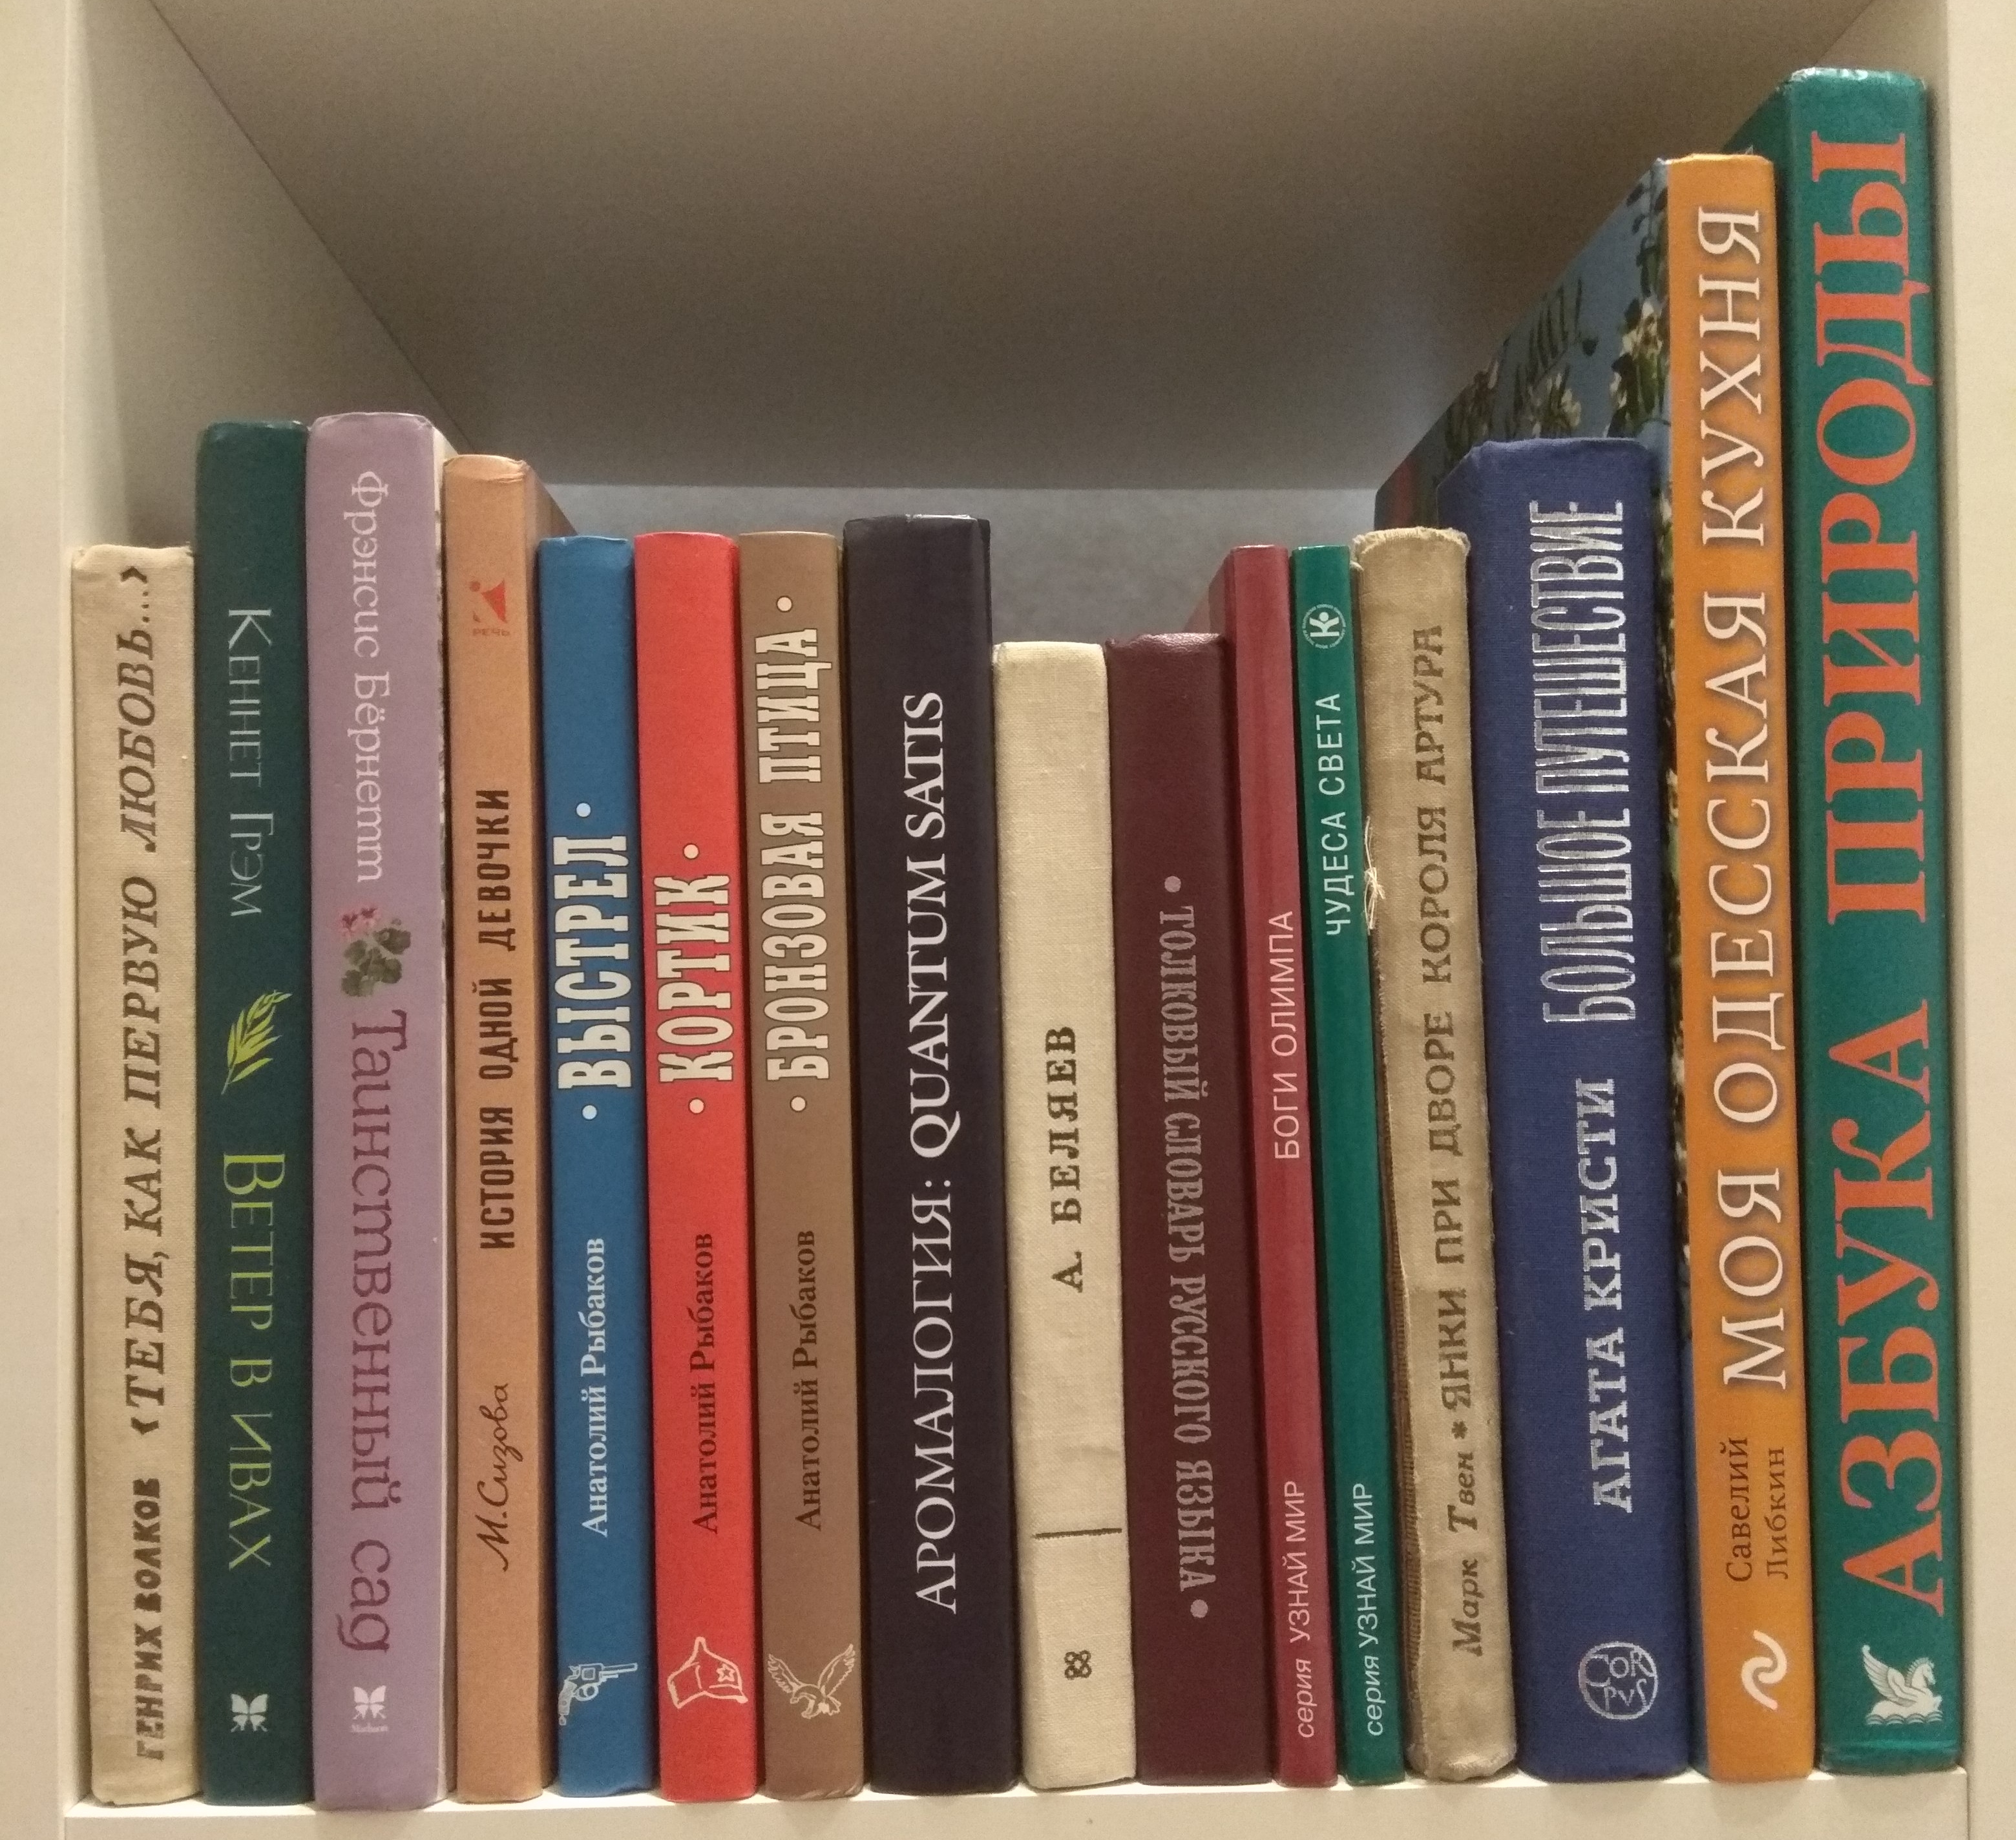 ГЕНРИХ ВОЛКОВ «ТЕБЯ, КАК ПЕРВУЮ ЛЮБОВЬ...»
КЕННЕТ ГРЭМ ВЕТЕР В ИВАХ
Фрэнсис Бёрнетт Таинственный сад
Machaon
М. Сизова ИСТОРИЯ ОДНОЙ ДЕВОЧКИ
РЕЧЬ
Анатолий Рыбаков • ВЫСТРЕЛ •
Анатолий Рыбаков • КОРТИК •
Анатолий Рыбаков • БРОНЗОВАЯ ПТИЦА •
АРОМАЛОГИЯ: QUANTUM SATIS
8 А. БЕЛЯЕВ
• ТОЛКОВЫЙ СЛОВАРЬ РУССКОГО ЯЗЫКА •
серия УЗНАЙ МИР БОГИ ОЛИМПА
серия УЗНАЙ МИР ЧУДЕСА СВЕТА
К
Марк Твен * ЯНКИ ПРИ ДВОРЕ КОРОЛЯ АРТУРА
CORPVS
АГАТА КРИСТИ БОЛЬШОЕ ПУТЕШЕСТВИЕ
Савелий
Либкин
МОЯ ОДЕССКАЯ КУХНЯ
АЗБУКА ПРИРОДЫ